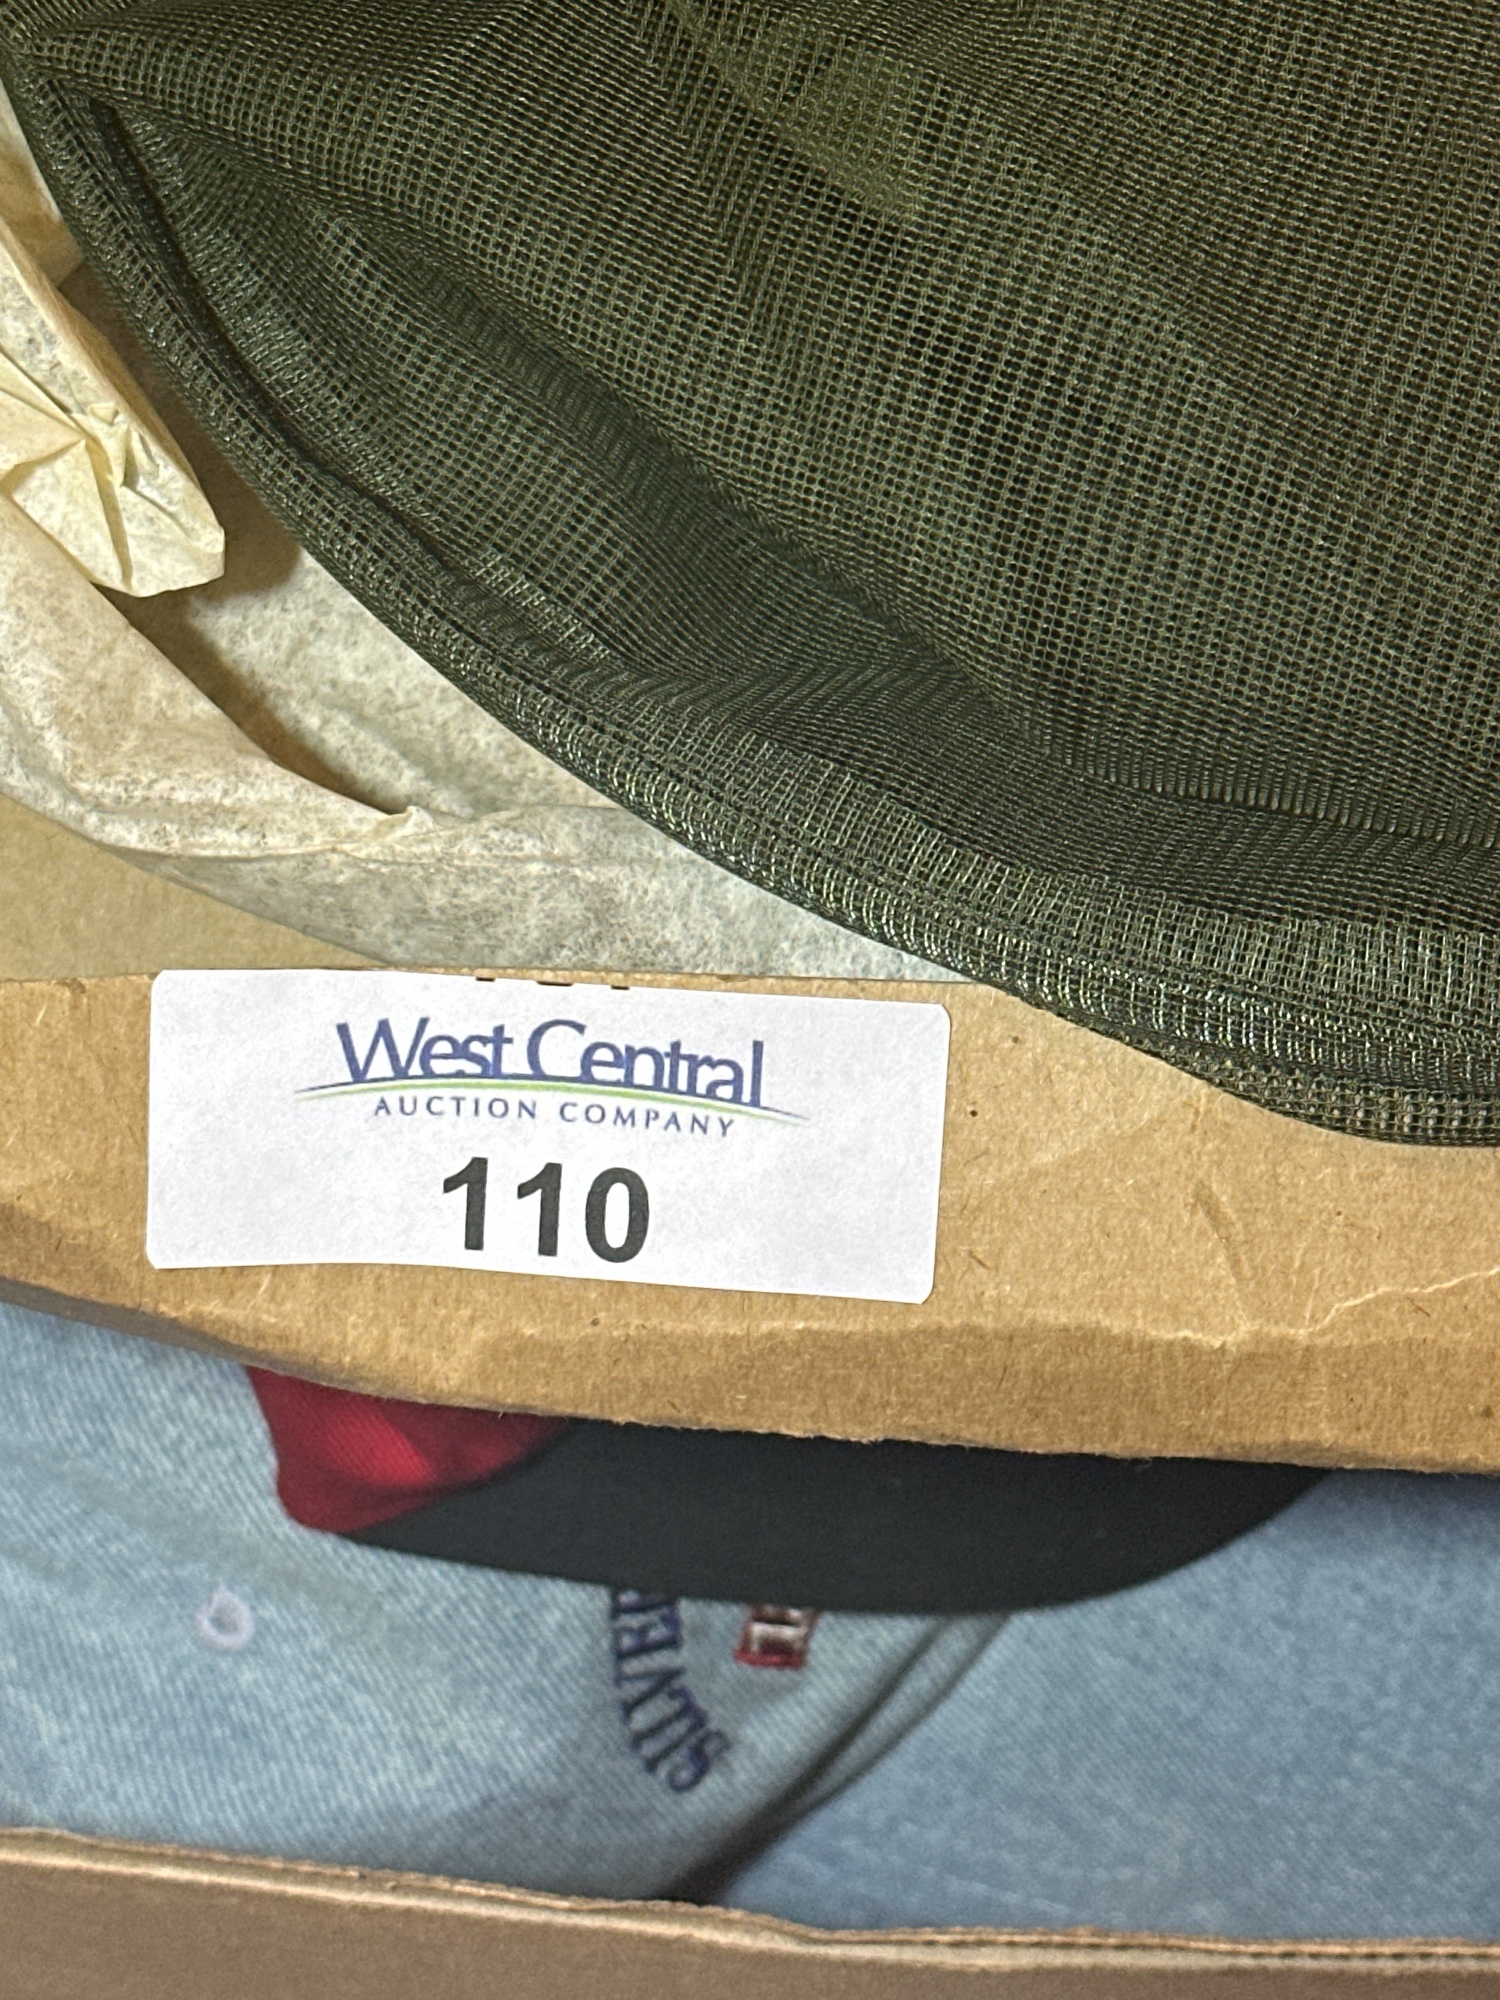 West Central
AUCTION COMPANY
110